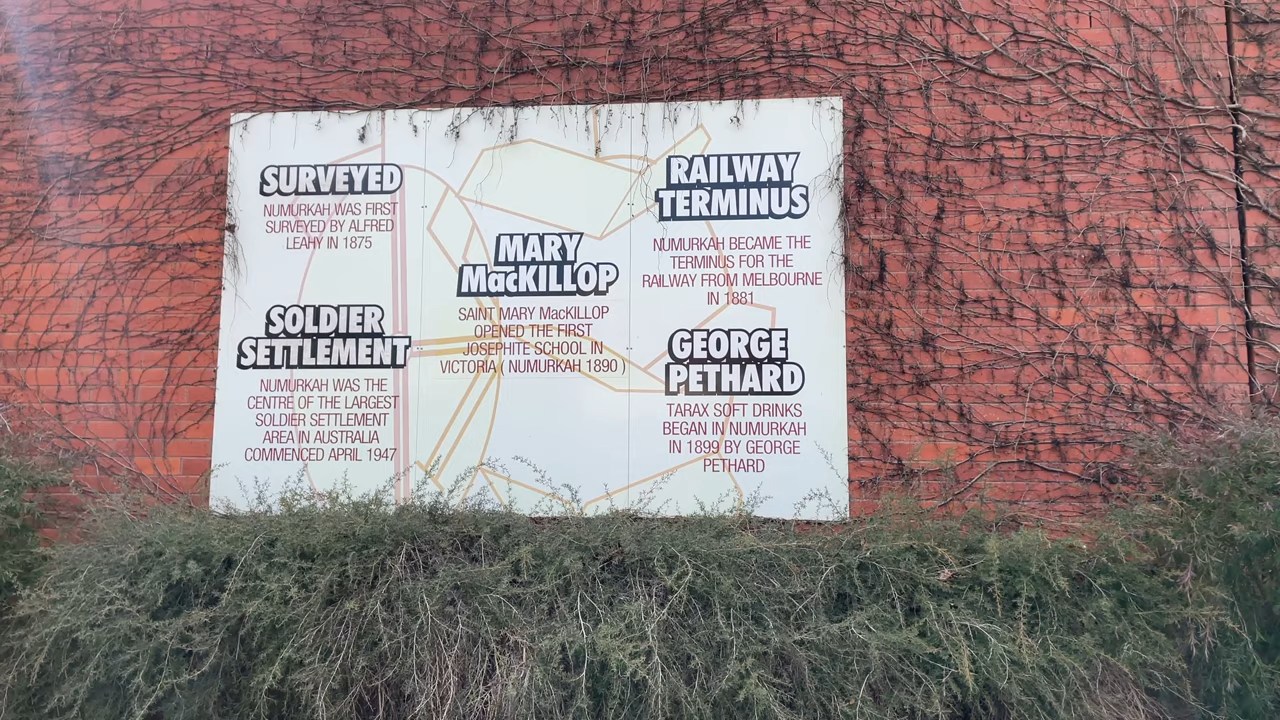 SURVEYED
NUMURKAH WAS FIRST
SURVEYED BY ALFRED
LEAHY IN 1875
SOLDIER
SETTLEMENT
NUMURKAH WAS THE
CENTRE OF THE LARGEST
SOLDIER SETTLEMENT
AREA IN AUSTRALIA
COMMENCED APRIL 1947
MARY
MacKILLOP
SAINT MARY MacKILLOP
OPENED THE FIRST
JOSEPHITE SCHOOL IN
VICTORIA ( NUMURKAH 1890 )
RAILWAY
TERMINUS
NUMURKAH BECAME THE
TERMINUS FOR THE
RAILWAY FROM MELBOURNE
IN 1881
GEORGE
PETHARD
TARAX SOFT DRINKS
BEGAN IN NUMURKAH
IN 1899 BY GEORGE
PETHARD